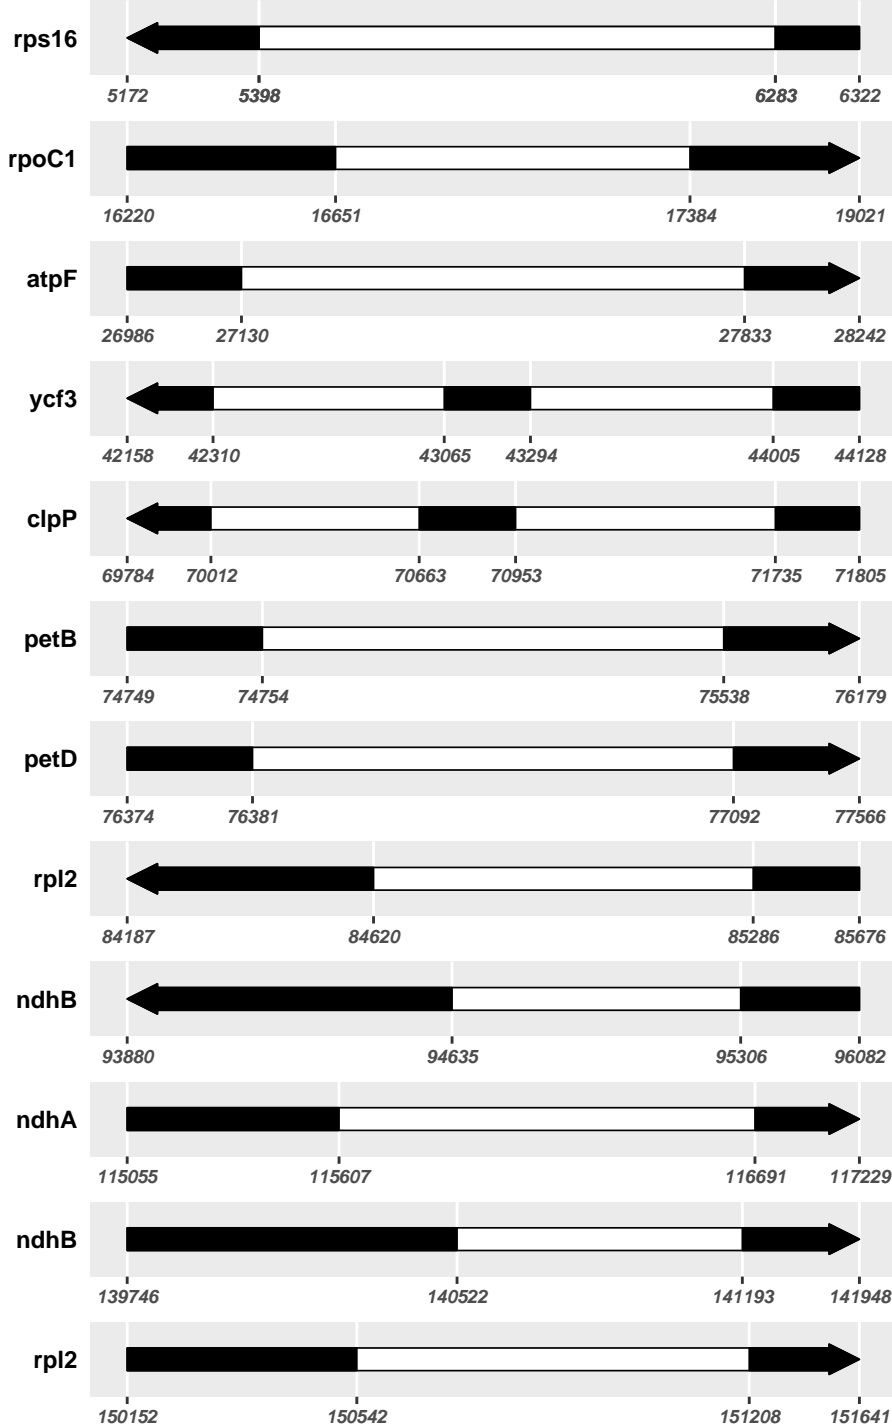 rps16
5172 5398 6283 6322
rpoC1
16220 16651 17384 19021
atpF
26986 27130 27833 28242
ycf3
42158 42310 43065 43294 44005 44128
clpP
69784 70012 70663 70953 71735 71805
petB
74749 74754 75538 76179
petD
76374 76381 77092 77566
rpl2
84187 84620 85286 85676
ndhB
93880 94635 95306 96082
ndhA
115055 115607 116691 117229
ndhB
139746 140522 141193 141948
rpl2
150152 150542 151208 151641